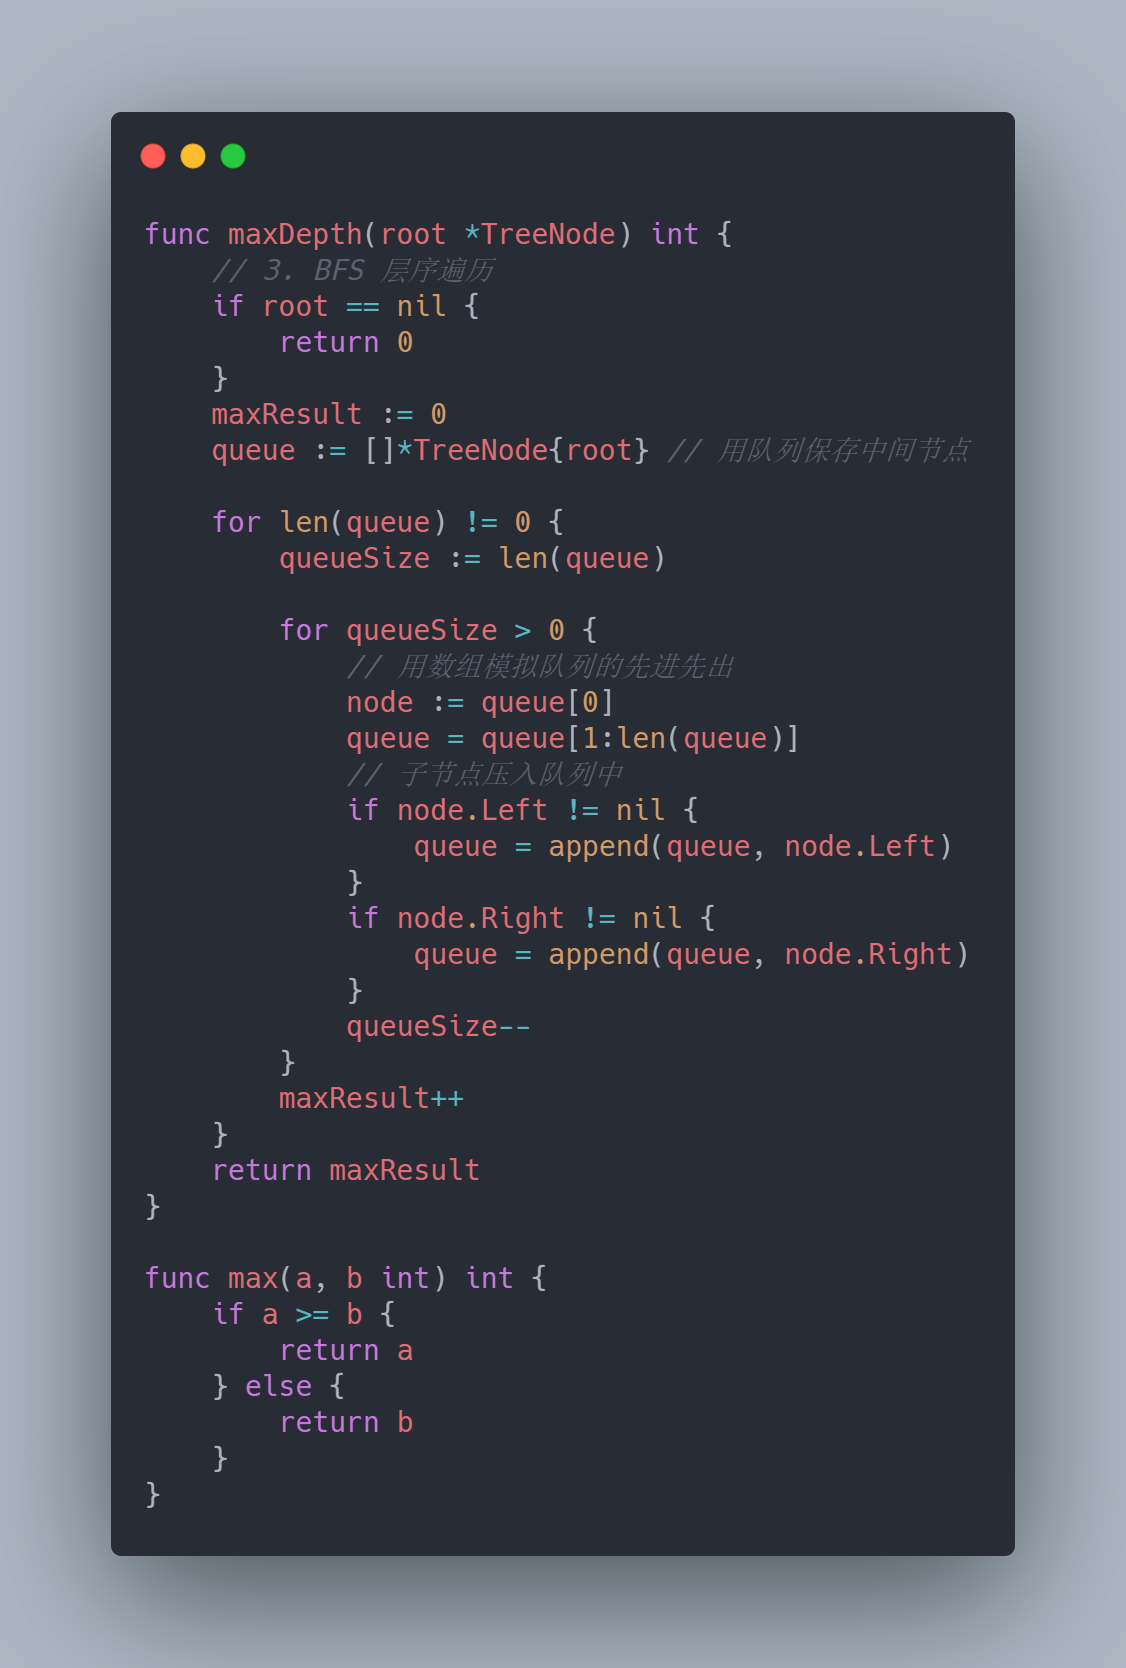 func maxDepth(root *TreeNode) int {
    // 3. BFS 层序遍历
    if root == nil {
        return 0
    }
    maxResult := 0
    queue := []*TreeNode{root} // 用队列保存中间节点

    for len(queue) != 0 {
        queueSize := len(queue)

        for queueSize > 0 {
            // 用数组模拟队列的先进先出
            node := queue[0]
            queue = queue[1:len(queue)]
            // 子节点压入队列中
            if node.Left != nil {
                queue = append(queue, node.Left)
            }
            if node.Right != nil {
                queue = append(queue, node.Right)
            }
            queueSize--
        }
        maxResult++
    }
    return maxResult
}

func max(a, b int) int {
    if a >= b {
        return a
    } else {
        return b
    }
}